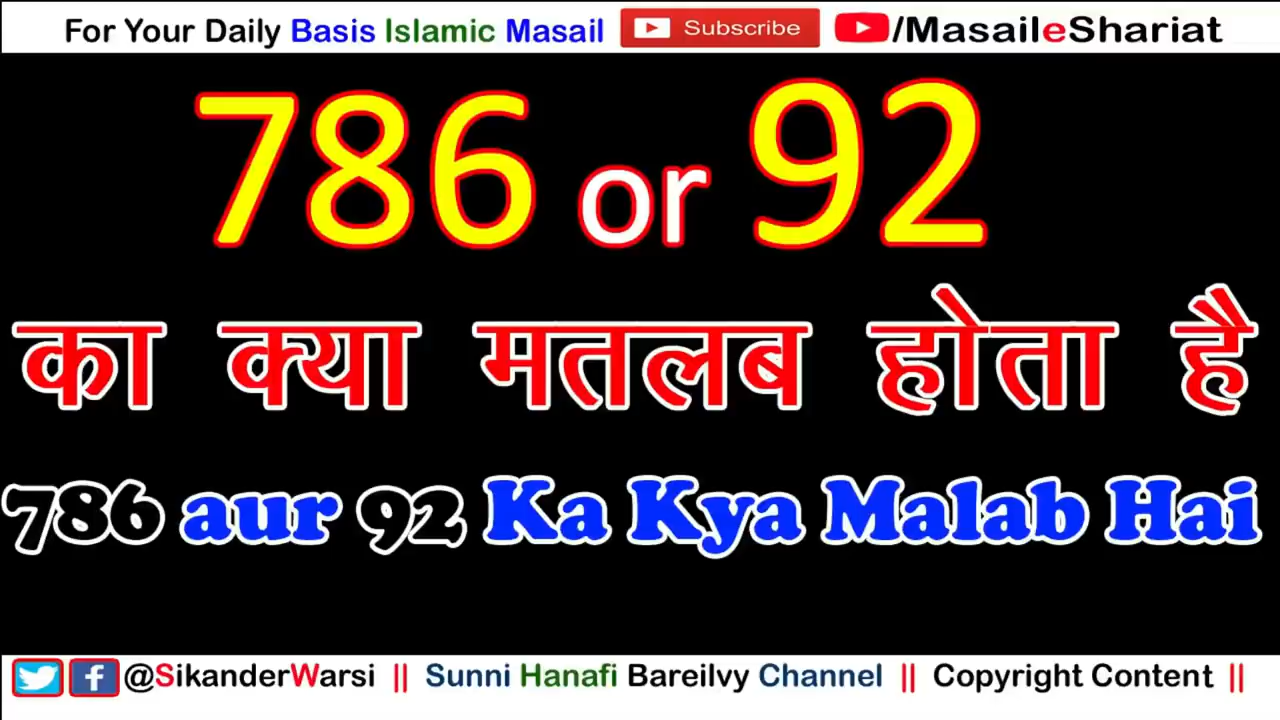 For Your Daily Basis Islamic Masail Subscribe /MasaileShariat
786 or 92
का क्या मतलब होता है
786 aur 92 Ka Kya Malab Hai
@SikanderWarsi || Sunni Hanafi Bareilvy Channel || Copyright Content ||